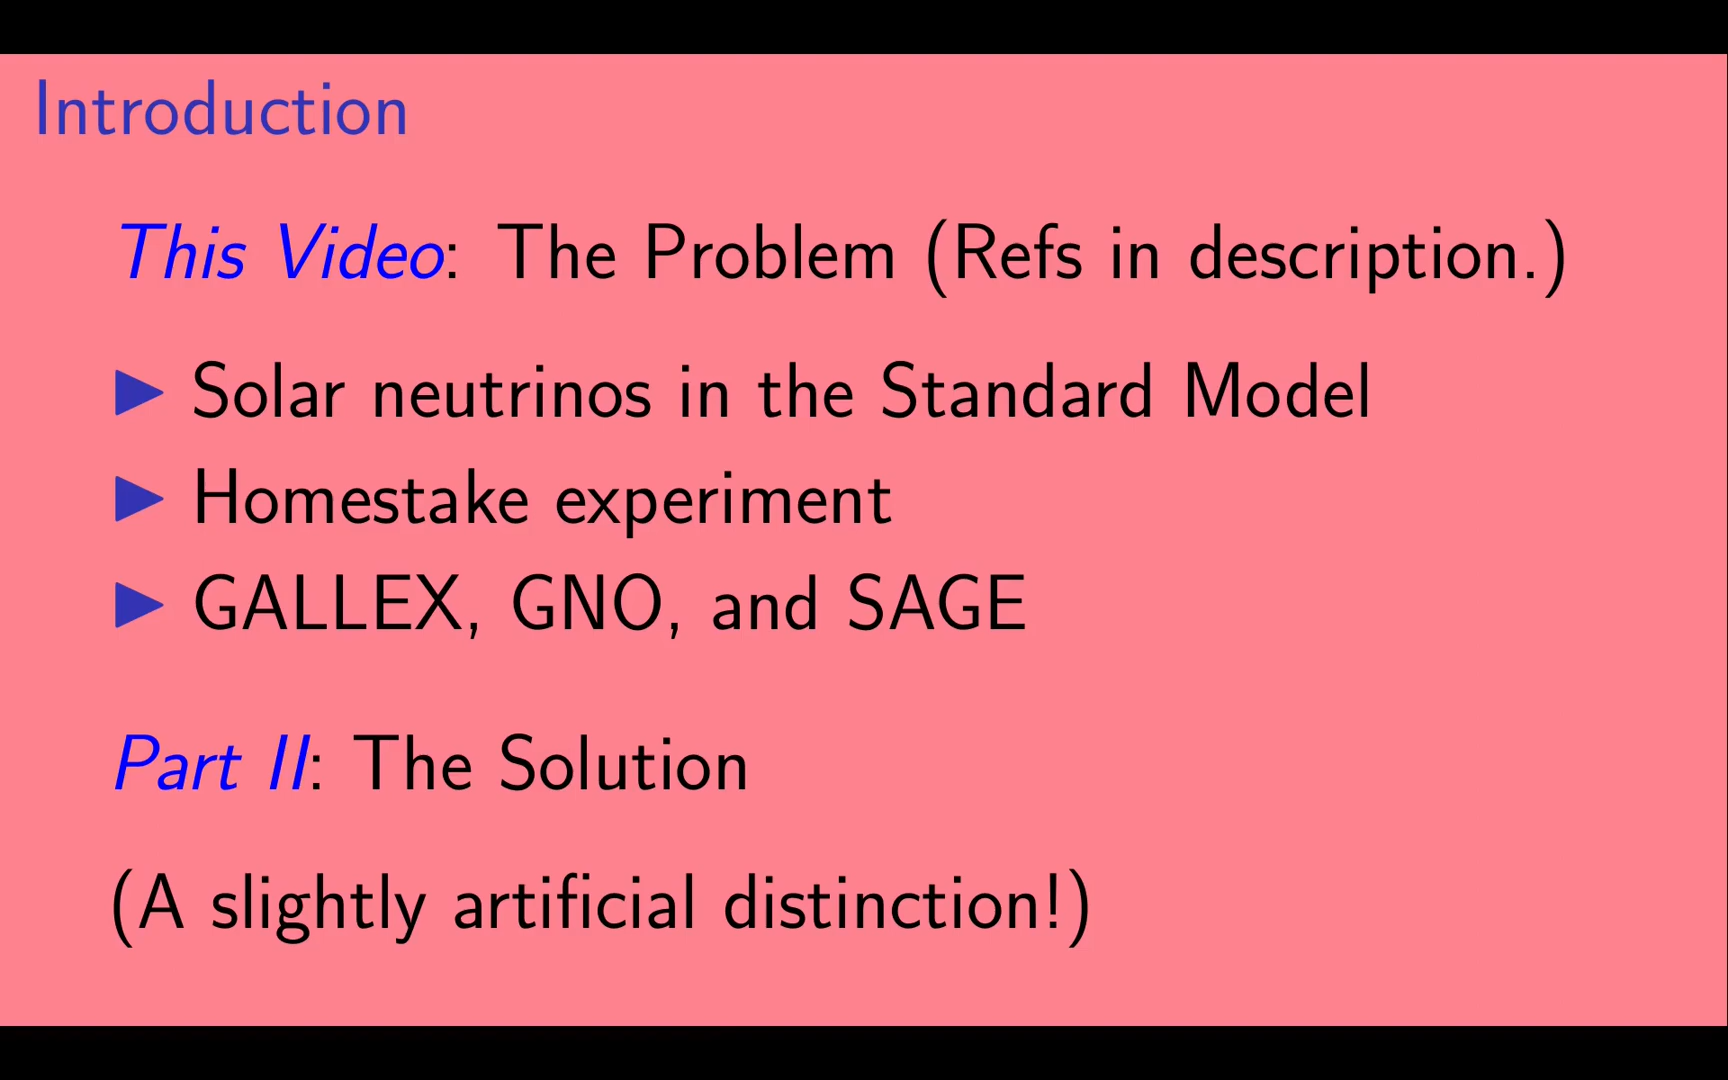 Introduction
This Video: The Problem (Refs in description.)
Solar neutrinos in the Standard Model
Homestake experiment
GALLEX, GNO, and SAGE
Part II: The Solution
(A slightly artificial distinction!)